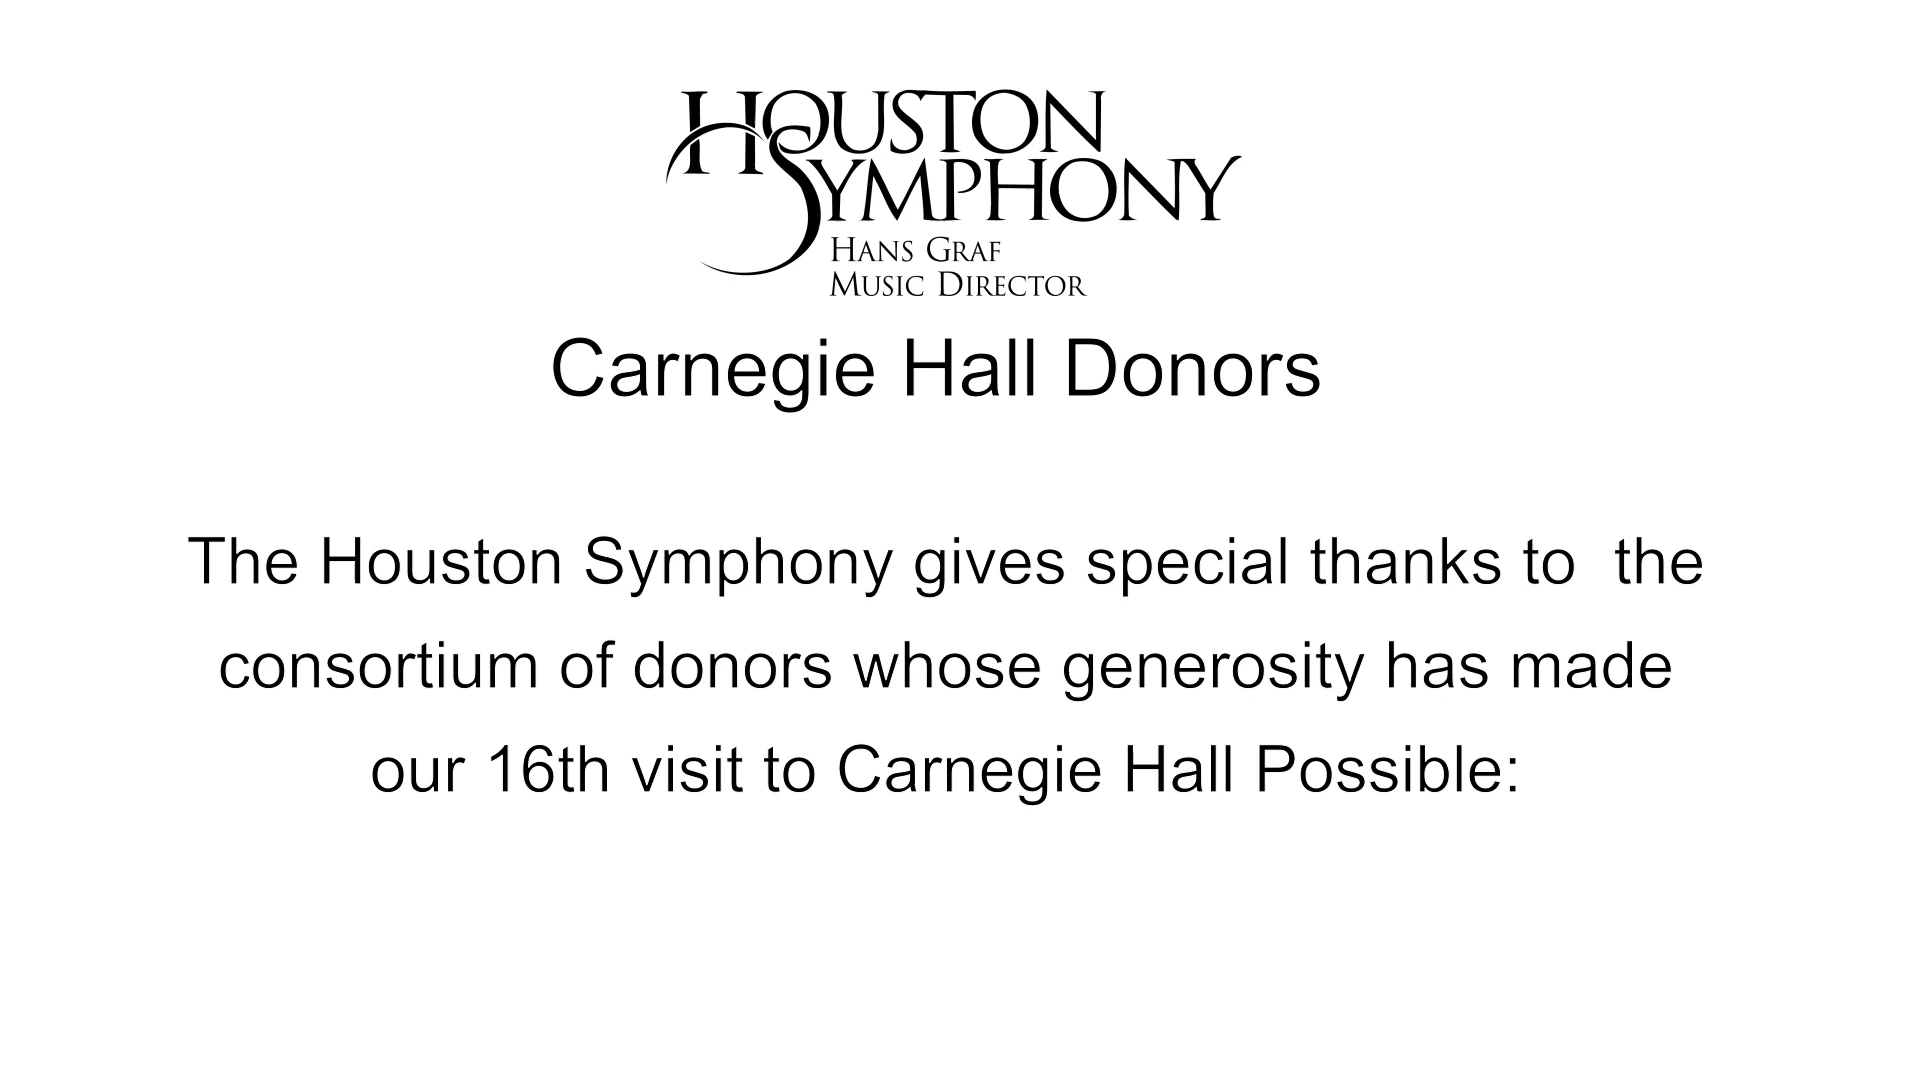 HOUSTON
SYMPHONY
HANS GRAF
MUSIC DIRECTOR
Carnegie Hall Donors
The Houston Symphony gives special thanks to  the
consortium of donors whose generosity has made
our 16th visit to Carnegie Hall Possible: